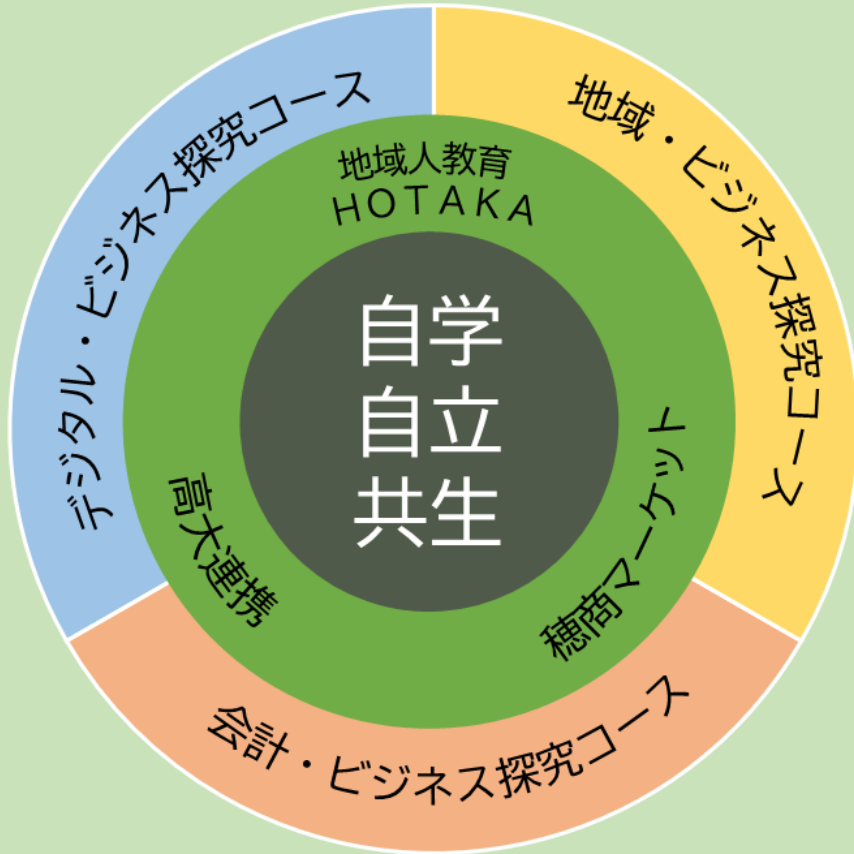 デジタル・ビジネス探究コース
地域・ビジネス探究コース
地域人教育
HOTAKA
自学
自立
共生
高大連携
穂商マーケット
会計・ビジネス探究コース